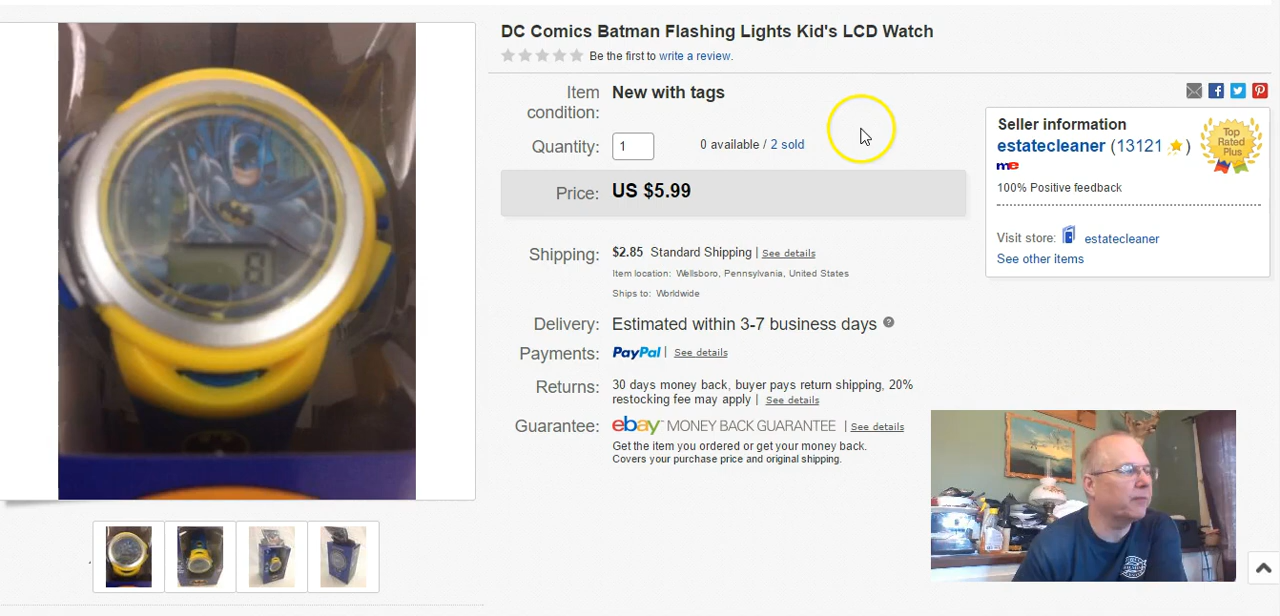 DC Comics Batman Flashing Lights Kid's LCD Watch
Be the first to write a review.
Item condition: New with tags
Quantity: 1 0 available / 2 sold
Price: US $5.99
Shipping: $2.85 Standard Shipping | See details
Item location: Wellsboro, Pennsylvania, United States
Ships to: Worldwide
Delivery: Estimated within 3-7 business days
Payments: PayPal | See details
Returns: 30 days money back, buyer pays return shipping, 20%
restocking fee may apply | See details
Guarantee: ebay MONEY BACK GUARANTEE | See details
Get the item you ordered or get your money back.
Covers your purchase price and original shipping.
Seller information
estatecleaner (13121 )
me
100% Positive feedback
Visit store: estatecleaner
See other items
Top
Rated
Plus
8